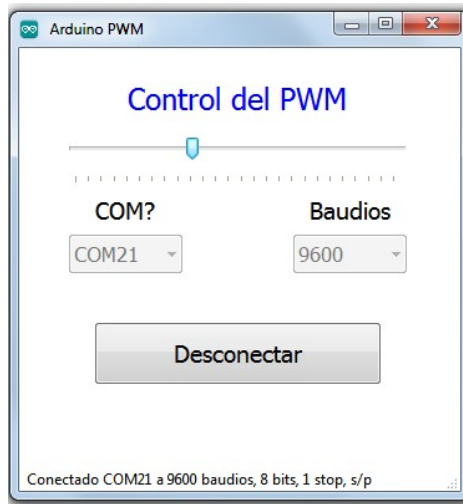 Arduino PWM
Control del PWM
COM? Baudios
COM21 9600
Desconectar
Conectado COM21 a 9600 baudios, 8 bits, 1 stop, s/p